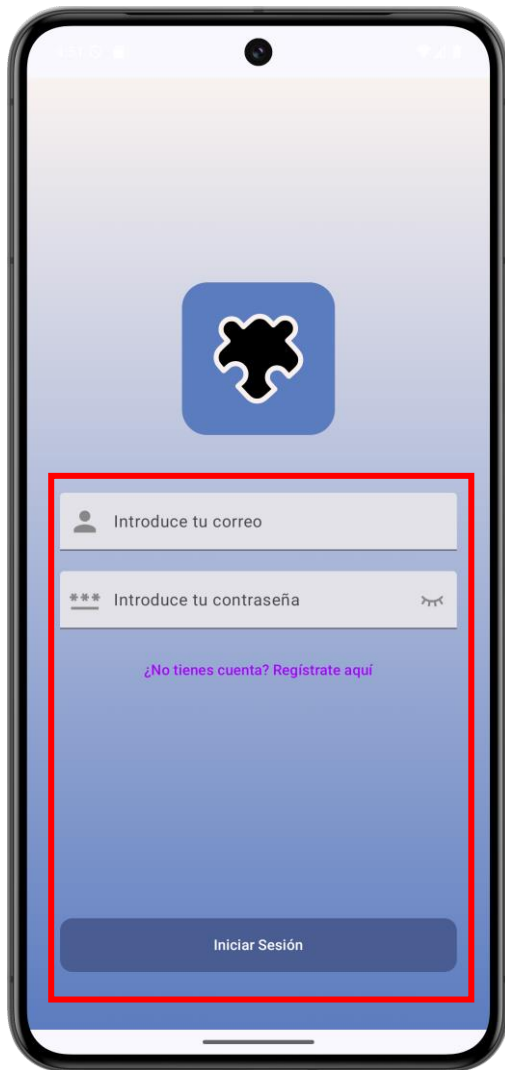 Introduce tu correo
*** Introduce tu contraseña
¿No tienes cuenta? Regístrate aquí
Iniciar Sesión